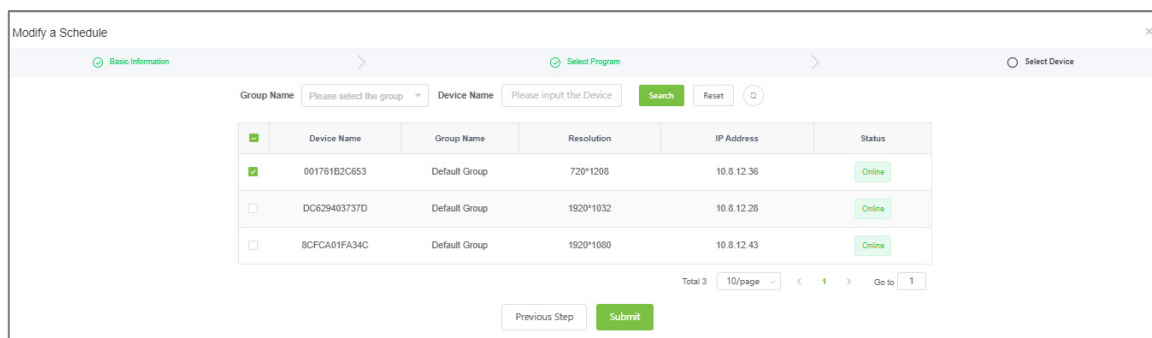 Modify a Schedule
Basic Information Select Program Select Device
Group Name Please select the group Device Name Please input the Device Search Reset
Device Name Group Name Resolution IP Address Status
001761B2C653 Default Group 720*1208 10.8.12.36 Online
DC629403737D Default Group 1920*1032 10.8.12.28 Online
8CFCA01FA34C Default Group 1920*1080 10.8.12.43 Online
Total 3 10/page < 1 > Go to 1
Previous Step Submit